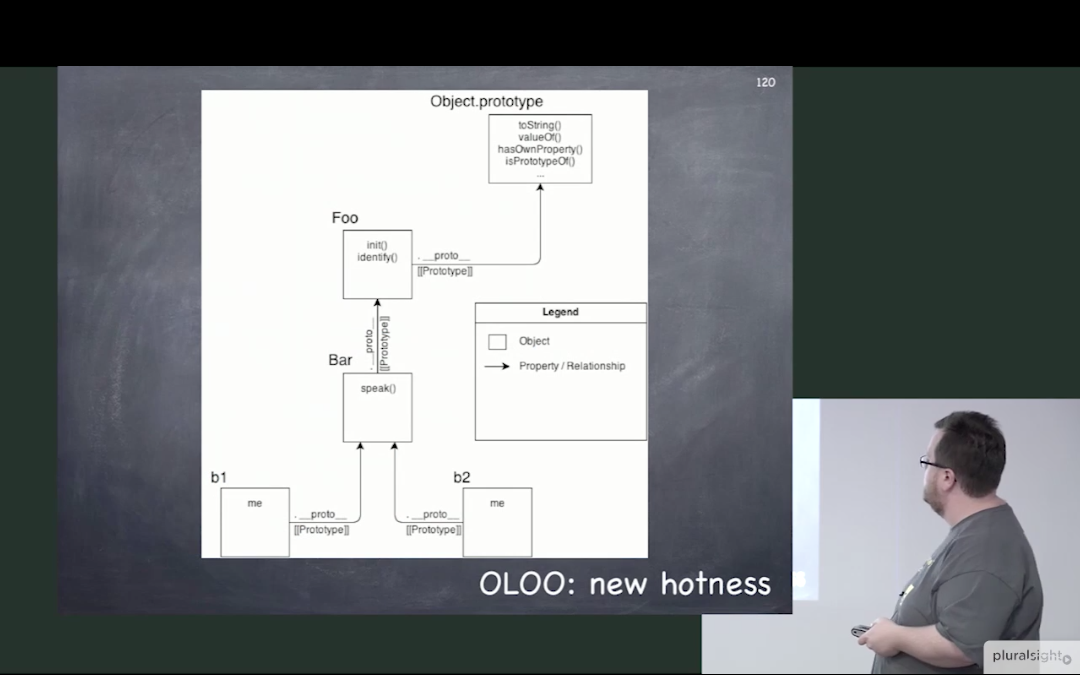 120
Object.prototype
toString()
valueOf()
hasOwnProperty()
isPrototypeOf()
...
Foo
init()
identify()
.__proto__
[[Prototype]]
Legend
Object
Property / Relationship
.__proto__
[[Prototype]]
Bar
speak()
b1
me
.__proto__
[[Prototype]]
b2
me
.__proto__
[[Prototype]]
OLOO: new hotness
pluralsight